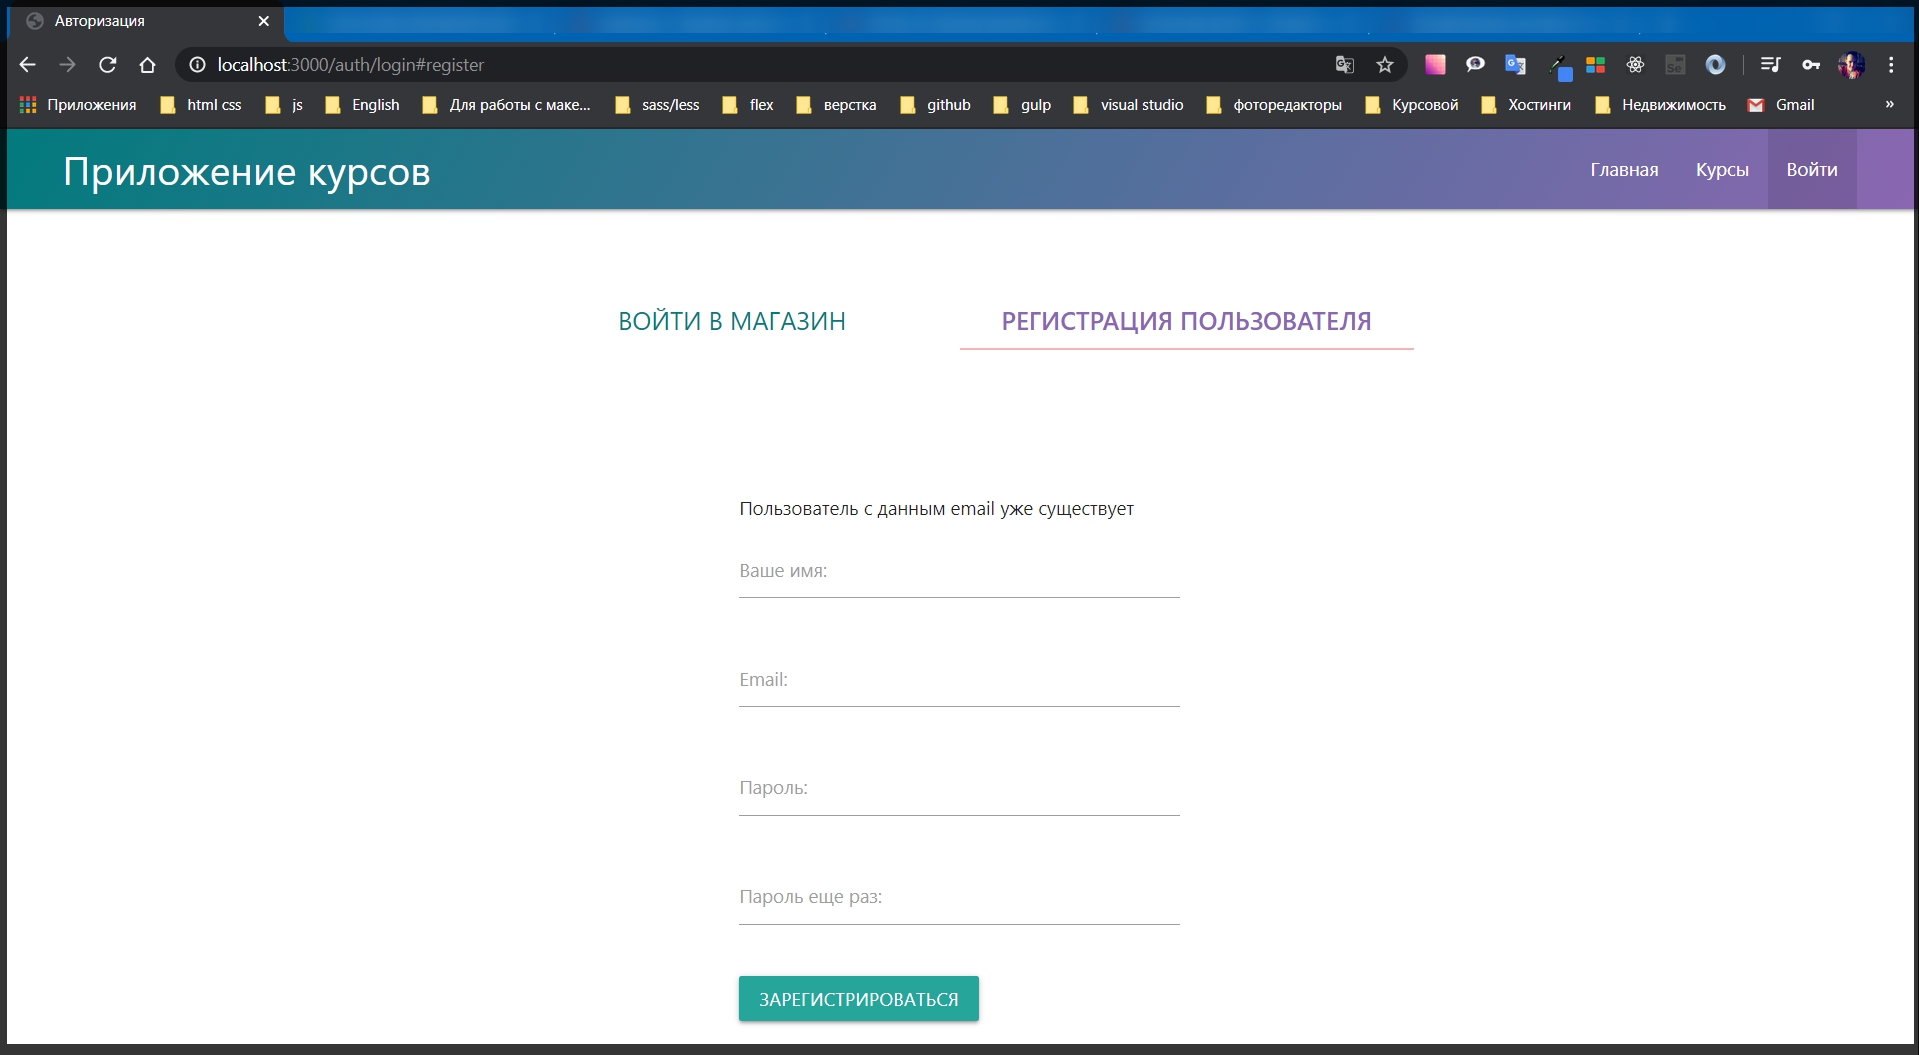 Авторизация
localhost:3000/auth/login#register
Приложения html css js English Для работы с маке... sass/less flex верстка github gulp visual studio фоторедакторы Курсовой Хостинги Недвижимость Gmail »
Приложение курсов Главная Курсы Войти
ВОЙТИ В МАГАЗИН РЕГИСТРАЦИЯ ПОЛЬЗОВАТЕЛЯ
Пользователь с данным email уже существует
Ваше имя:
Email:
Пароль:
Пароль еще раз:
ЗАРЕГИСТРИРОВАТЬСЯ